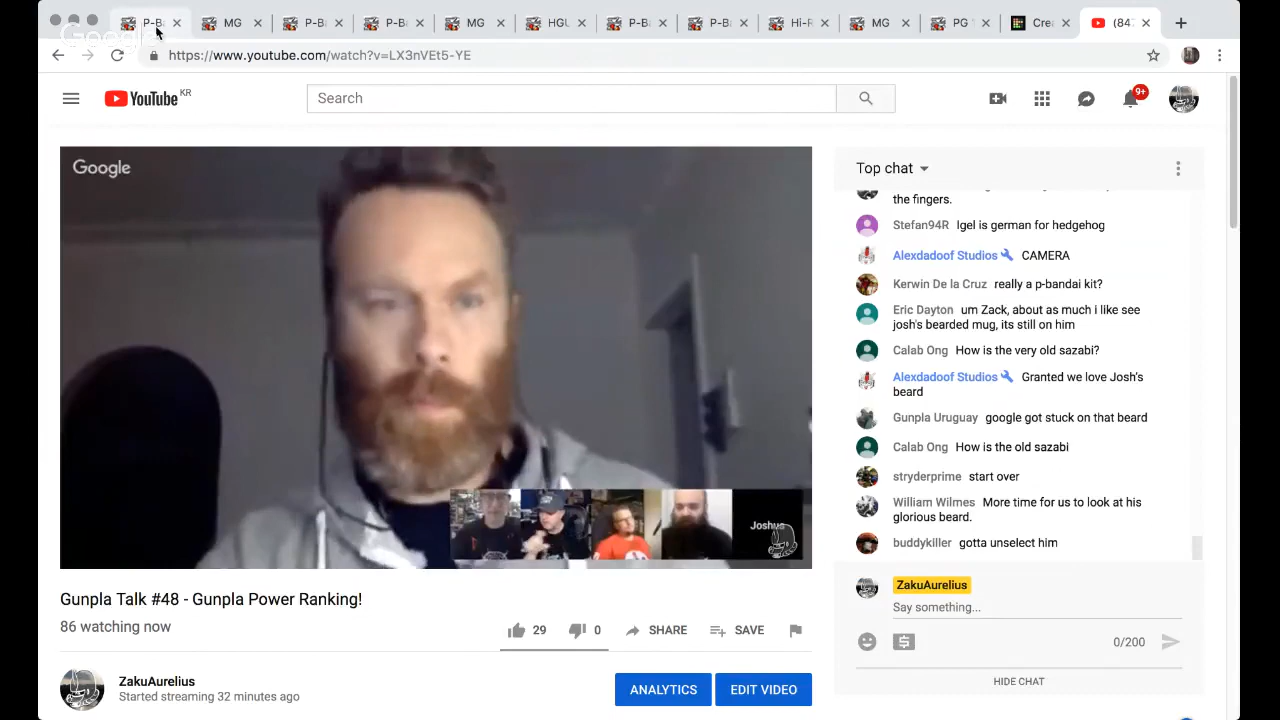 P-Ba
MG
P-Ba
P-Ba
MG
HGU
P-Ba
P-Ba
Hi-R
MG
PG
Crea
(84
Google
https://www.youtube.com/watch?v=LX3nVEt5-YE
YouTube KR
Search
9+
Google
Top chat
the fingers.
Stefan94R Igel is german for hedgehog
Alexdadoof Studios CAMERA
Kerwin De la Cruz really a p-bandai kit?
Eric Dayton um Zack, about as much i like see
josh's bearded mug, its still on him
Calab Ong How is the very old sazabi?
Alexdadoof Studios Granted we love Josh's
beard
Gunpla Uruguay google got stuck on that beard
Calab Ong How is the old sazabi
stryderprime start over
William Wilmes More time for us to look at his
glorious beard.
buddykiller gotta unselect him
Joshua
Gunpla Talk #48 - Gunpla Power Ranking!
86 watching now
29
0
SHARE
SAVE
ZakuAurelius
Say something...
0/200
HIDE CHAT
ZakuAurelius
Started streaming 32 minutes ago
ANALYTICS
EDIT VIDEO